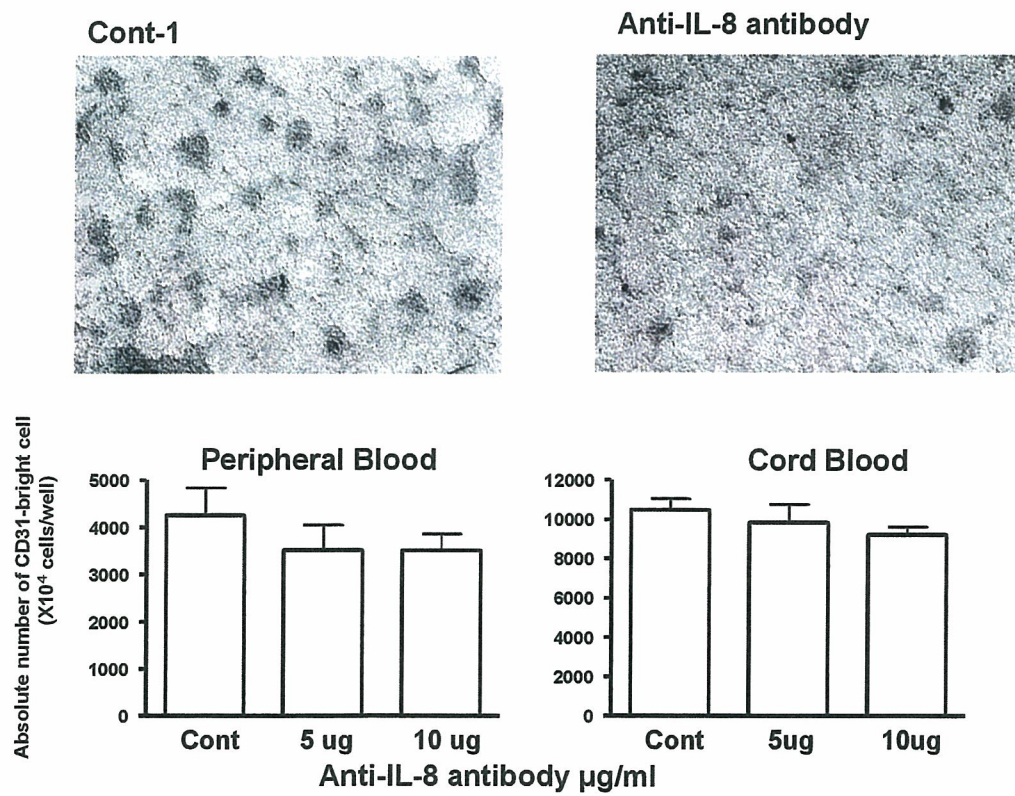 Cont-1
Anti-IL-8 antibody
Absolute number of CD31-bright cell
(X10⁴ cells/well)
Peripheral Blood
5000
4000
3000
2000
1000
0
Cont 5 ug 10 ug
Cord Blood
12000
10000
8000
6000
4000
2000
0
Cont 5ug 10ug
Anti-IL-8 antibody µg/ml